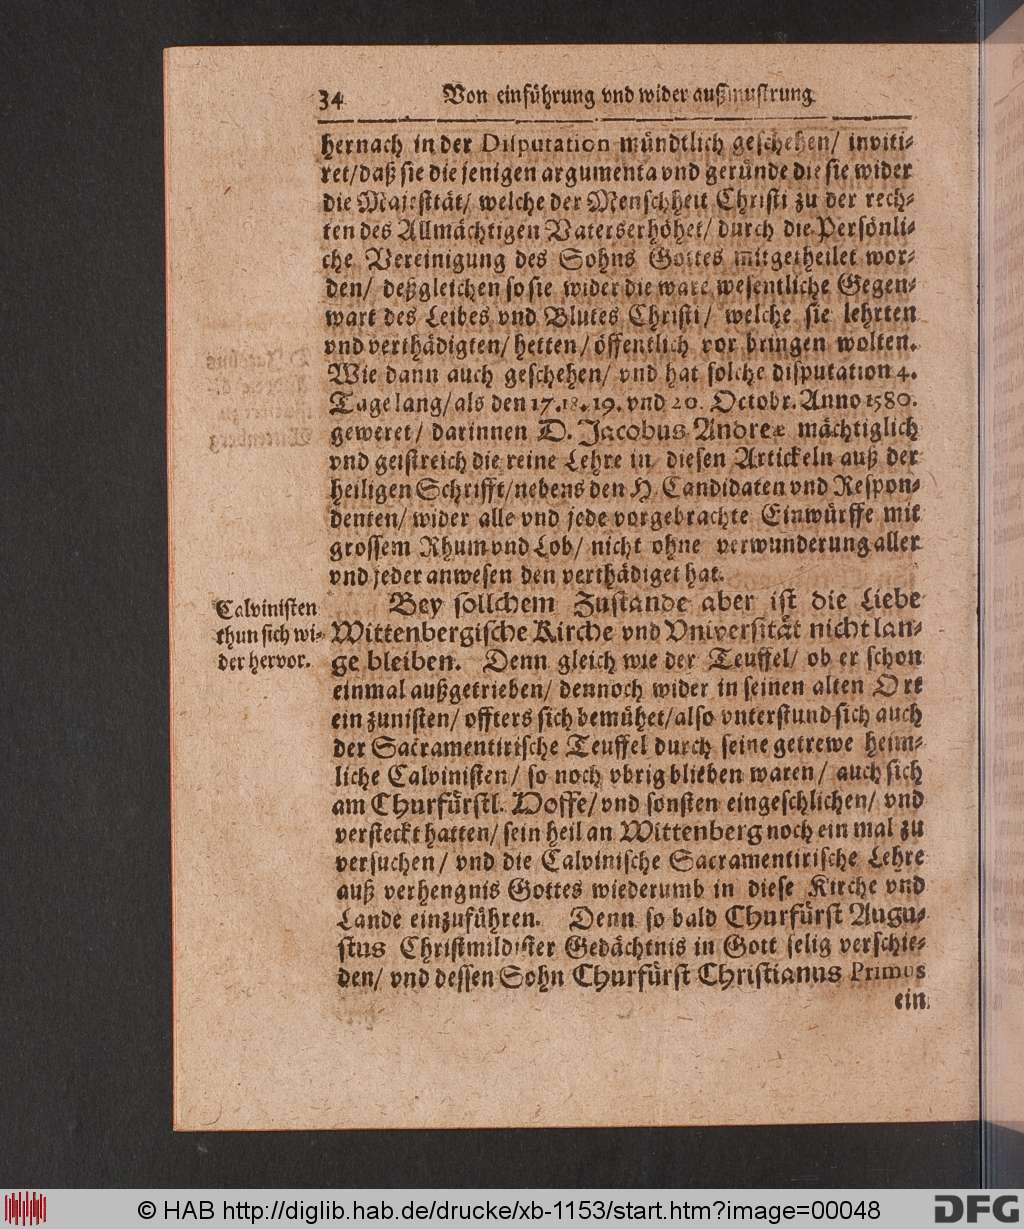 34 Von einführung vnd wider außmustrung
hernach in der Disputation mündtlich geschehen/ inviti-
ret/daß sie die jenigen argumenta vnd geründe die sie wider
die Majesttät/ welche der Menschheit Christi zu der rech-
ten des Allmächtigen Vaterserhöhet/ durch die Persönli-
che Vereinigung des Sohns Gottes mitgetheilet wor-
den/ deßgleichen so sie wider die ware wesentliche Gegen-
wart des Leibes vnd Blutes Christi/ welche sie lehrten
vnd verthädigten/ hetten/ öffentlich vor bringen wolten.
Wie dann auch geschehen/ vnd hat solche disputation 4.
Tage lang/als den 17. 18. 19. vnd 20. Octobr. Anno 1580.
geweret/ darinnen D. Jacobus Andreæ mächtiglich
vnd geistreich die reine Lehre in diesen Artickeln auß der
heiligen Schrifft/nebens den H. Candidaten vnd Respon-
denten/ wider alle vnd jede vorgebrachte Einwürffe mit
grossem Rhum vnd Lob/ nicht ohne verwunderung aller
vnd jeder anwesen den verthädiget hat.
Calvinisten
thun sich wi-
der hervor.
Bey sollchem Zustande aber ist die Liebe
Wittenbergische Kirche vnd Vniversität nicht lan-
ge bleiben. Denn gleich wie der Teuffel/ ob er schon
einmal außgetrieben/ dennoch wider in seinen alten Ort
ein zunisten/ offters sich bemühet/also vnterstund sich auch
der Sacramentirische Teuffel durch seine getrewe heim-
liche Calvinisten/ so noch vbrig blieben waren/ auch sich
am Churfürstl. Hoffe/ vnd sonsten eingeschlichen/ vnd
versteckt hatten/ sein heil an Wittenberg noch ein mal zu
versuchen/ vnd die Calvinische Sacramentirische Lehre
auß verhengnis Gottes wiederumb in diese Kirche vnd
Lande einzuführen. Denn so bald Churfürst Augu-
stus Christmildister Gedächtnis in Gott selig verschie-
den/ vnd dessen Sohn Churfürst Christianus Primus
ein
© HAB http://diglib.hab.de/drucke/xb-1153/start.htm?image=00048
DFG